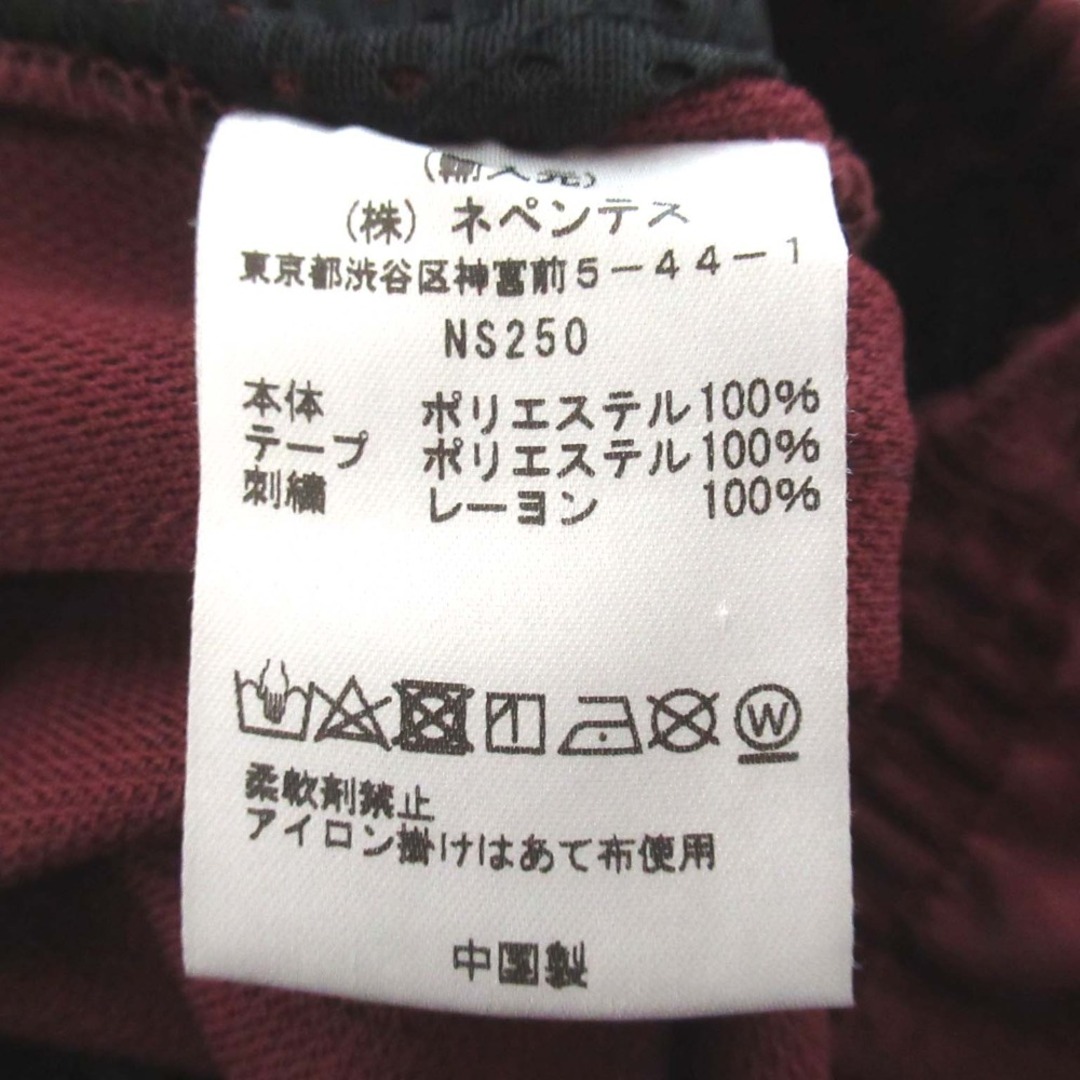 (輸入元)
(株) ネペンテス
東京都渋谷区神宮前5-44-1
NS250
本体 ポリエステル100%
テープ ポリエステル100%
刺繍 レーヨン 100%
W
柔軟剤禁止
アイロン掛けはあて布使用
中国製